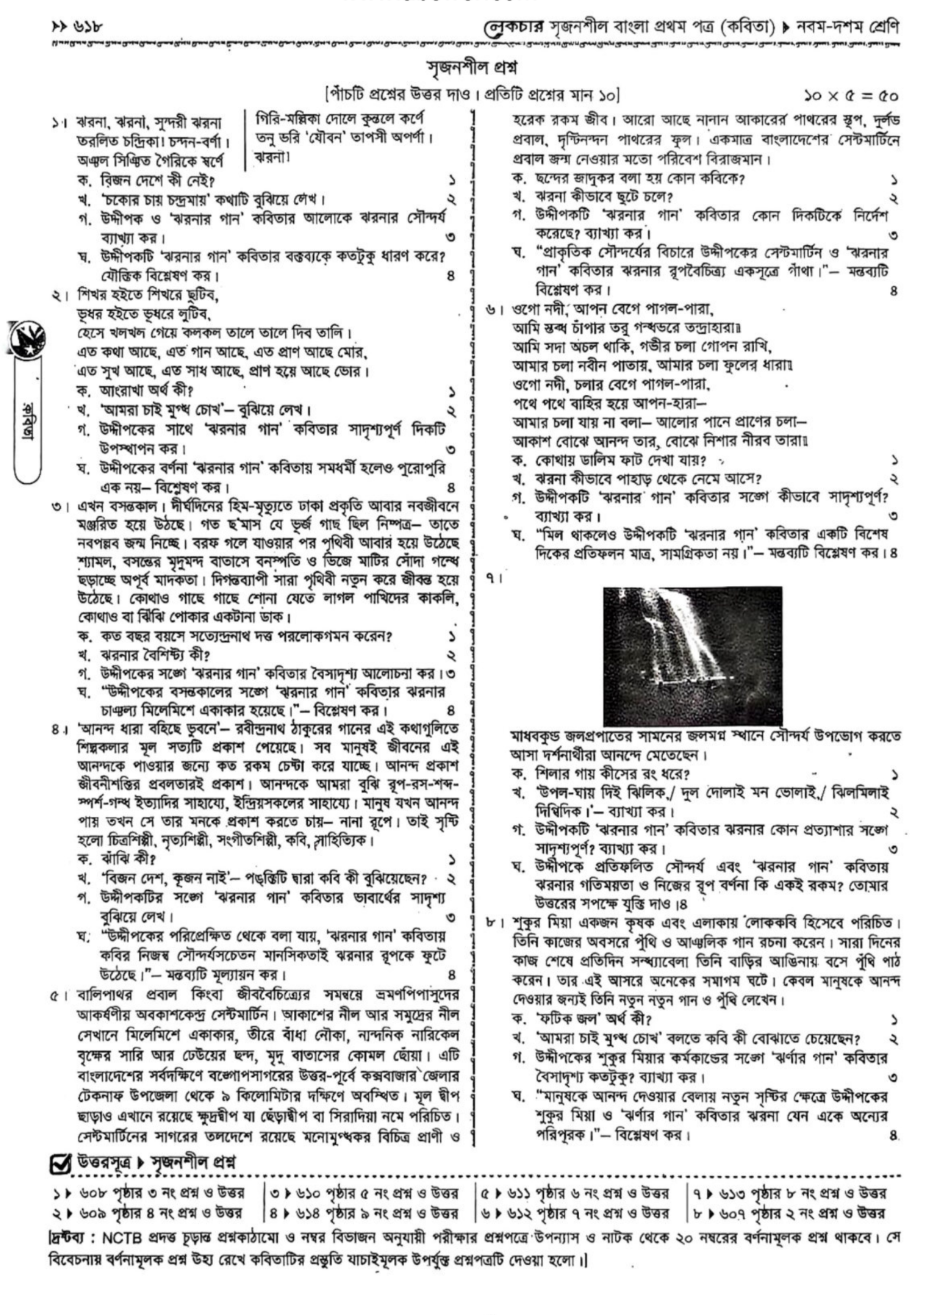 >> ৬১৮
লেকচার সৃজনশীল বাংলা প্রথম পত্র (কবিতা) ▶ নবম-দশম শ্রেণি
সৃজনশীল প্রশ্ন
[পাঁচটি প্রশ্নের উত্তর দাও। প্রতিটি প্রশ্নের মান ১০]
১০ × ৫ = ৫০
১। ঝরনা, ঝরনা, সুন্দরী ঝরনা
তরলিত চন্দ্রিকা! চন্দন-বর্ণা।
অঞ্চল সিঞ্চিত গৈরিকে স্বর্ণে
গিরি-মল্লিকা দোলে কুন্তলে কর্ণে
তনু ভরি 'যৌবন' তাপসী অপর্ণা।
ঝরনা!
ক. বিজন দেশে কী নেই? ১
খ. 'চকোর চায় চন্দ্রমায়' কথাটি বুঝিয়ে লেখ। ২
গ. উদ্দীপক ও 'ঝরনার গান' কবিতার আলোকে ঝরনার সৌন্দর্য
ব্যাখ্যা কর। ৩
ঘ. উদ্দীপকটি 'ঝরনার গান' কবিতার বক্তব্যকে কতটুকু ধারণ করে?
যৌক্তিক বিশ্লেষণ কর। ৪
২। শিখর হইতে শিখরে ছুটিব,
ভূধর হইতে ভূধরে লুটিব,
হেসে খলখল গেয়ে কলকল তালে তালে দিব তালি।
এত কথা আছে, এত গান আছে, এত প্রাণ আছে মোর,
এত সুখ আছে, এত সাধ আছে, প্রাণ হয়ে আছে ভোর।
ক. আংরাখা অর্থ কী? ১
খ. 'আমরা চাই মুগ্ধ চোখ'– বুঝিয়ে লেখ। ২
গ. উদ্দীপকের সাথে 'ঝরনার গান' কবিতার সাদৃশ্যপূর্ণ দিকটি
উপস্থাপন কর। ৩
ঘ. উদ্দীপকের বর্ণনা 'ঝরনার গান' কবিতায় সমধর্মী হলেও পুরোপুরি
এক নয়– বিশ্লেষণ কর। ৪
কবিতা
৩। এখন বসন্তকাল। দীর্ঘদিনের হিম-মৃত্যুতে ঢাকা প্রকৃতি আবার নবজীবনে
মঞ্জরিত হয়ে উঠছে। গত ছ'মাস যে ভূর্জ গাছ ছিল নিষ্পত্র– তাতে
নবপল্লব জন্ম নিচ্ছে। বরফ গলে যাওয়ার পর পৃথিবী আবার হয়ে উঠেছে
শ্যামল, বসন্তের মৃদুমন্দ বাতাসে বনস্পতি ও ভিজে মাটির সোঁদা গন্ধে
ছড়াচ্ছে অপূর্ব মাদকতা। দিগন্তব্যাপী সারা পৃথিবী নতুন করে জীবন্ত হয়ে
উঠেছে। কোথাও গাছে গাছে শোনা যেতে লাগল পাখিদের কাকলি,
কোথাও বা ঝিঁঝি পোকার একটানা ডাক।
ক. কত বছর বয়সে সত্যেন্দ্রনাথ দত্ত পরলোকগমন করেন? ১
খ. ঝরনার বৈশিষ্ট্য কী? ২
গ. উদ্দীপকের সঙ্গে 'ঝরনার গান' কবিতার বৈসাদৃশ্য আলোচনা কর। ৩
ঘ. "উদ্দীপকের বসন্তকালের সঙ্গে 'ঝরনার গান' কবিতার ঝরনার
চাঞ্চল্য মিলেমিশে একাকার হয়েছে।"– বিশ্লেষণ কর। ৪
৪। 'আনন্দ ধারা বহিছে ভুবনে'– রবীন্দ্রনাথ ঠাকুরের গানের এই কথাগুলিতে
শিল্পকলার মূল সত্যটি প্রকাশ পেয়েছে। সব মানুষই জীবনের এই
আনন্দকে পাওয়ার জন্যে কত রকম চেষ্টা করে যাচ্ছে। আনন্দ প্রকাশ
জীবনীশক্তির প্রবলতারই প্রকাশ। আনন্দকে আমরা বুঝি রূপ-রস-শব্দ-
স্পর্শ-গন্ধ ইত্যাদির সাহায্যে, ইন্দ্রিয়সকলের সাহায্যে। মানুষ যখন আনন্দ
পায় তখন সে তার মনকে প্রকাশ করতে চায়– নানা রূপে। তাই সৃষ্টি
হলো চিত্রশিল্পী, নৃত্যশিল্পী, সংগীতশিল্পী, কবি, সাহিত্যিক।
ক. ঝাঁঝি কী? ১
খ. 'বিজন দেশ, কূজন নাই'– পঙ্‌ক্তিটি দ্বারা কবি কী বুঝিয়েছেন? ২
গ. উদ্দীপকটির সঙ্গে 'ঝরনার গান' কবিতার ভাবার্থের সাদৃশ্য
বুঝিয়ে লেখ। ৩
ঘ. "উদ্দীপকের পরিপ্রেক্ষিত থেকে বলা যায়, 'ঝরনার গান' কবিতায়
কবির নিজস্ব সৌন্দর্যসচেতন মানসিকতাই ঝরনার রূপকে ফুটে
উঠেছে।"– মন্তব্যটি মূল্যায়ন কর। ৪
৫। বালিপাথর প্রবাল কিংবা জীববৈচিত্র্যের সমন্বয়ে ভ্রমণপিপাসুদের
আকর্ষণীয় অবকাশকেন্দ্র সেন্টমার্টিন। আকাশের নীল আর সমুদ্রের নীল
সেখানে মিলেমিশে একাকার, তীরে বাঁধা নৌকা, নান্দনিক নারিকেল
বৃক্ষের সারি আর ঢেউয়ের ছন্দ, মৃদু বাতাসের কোমল ছোঁয়া। এটি
বাংলাদেশের সর্বদক্ষিণে বঙ্গোপসাগরের উত্তর-পূর্বে কক্সবাজার জেলার
টেকনাফ উপজেলা থেকে ৯ কিলোমিটার দক্ষিণে অবস্থিত। মূল দ্বীপ
ছাড়াও এখানে রয়েছে ক্ষুদ্রদ্বীপ যা ছেঁড়াদ্বীপ বা সিরাদিয়া নামে পরিচিত।
সেন্টমার্টিনের সাগরের তলদেশে রয়েছে মনোমুগ্ধকর বিচিত্র প্রাণী ও
হরেক রকম জীব। আরো আছে নানান আকারের পাথরের স্তূপ, দুর্লভ
প্রবাল, দৃষ্টিনন্দন পাথরের ফুল। একমাত্র বাংলাদেশের সেন্টমার্টিনে
প্রবাল জন্ম নেওয়ার মতো পরিবেশ বিরাজমান।
ক. ছন্দের জাদুকর বলা হয় কোন কবিকে? ১
খ. ঝরনা কীভাবে ছুটে চলে? ২
গ. উদ্দীপকটি 'ঝরনার গান' কবিতার কোন দিকটিকে নির্দেশ
করেছে? ব্যাখ্যা কর। ৩
ঘ. "প্রাকৃতিক সৌন্দর্যের বিচারে উদ্দীপকের সেন্টমার্টিন ও 'ঝরনার
গান' কবিতার ঝরনার রূপবৈচিত্র্য একসূত্রে গাঁথা।"– মন্তব্যটি
বিশ্লেষণ কর। ৪
৬। ওগো নদী, আপন বেগে পাগল-পারা,
আমি স্তব্ধ চাঁপার তরু গন্ধভরে তন্দ্রাহারা॥
আমি সদা অচল থাকি, গভীর চলা গোপন রাখি,
আমার চলা নবীন পাতায়, আমার চলা ফুলের ধারা॥
ওগো নদী, চলার বেগে পাগল-পারা,
পথে পথে বাহির হয়ে আপন-হারা–
আমার চলা যায় না বলা– আলোর পানে প্রাণের চলা–
আকাশ বোঝে আনন্দ তার, বোঝে নিশার নীরব তারা॥
ক. কোথায় ডালিম ফাট দেখা যায়? ১
খ. ঝরনা কীভাবে পাহাড় থেকে নেমে আসে? ২
গ. উদ্দীপকটি 'ঝরনার গান' কবিতার সঙ্গে কীভাবে সাদৃশ্যপূর্ণ?
ব্যাখ্যা কর। ৩
ঘ. "মিল থাকলেও উদ্দীপকটি 'ঝরনার গান' কবিতার একটি বিশেষ
দিকের প্রতিফলন মাত্র, সামগ্রিকতা নয়।"– মন্তব্যটি বিশ্লেষণ কর। ৪
৭।
মাধবকুন্ড জলপ্রপাতের সামনের জলমগ্ন স্থানে সৌন্দর্য উপভোগ করতে
আসা দর্শনার্থীরা আনন্দে মেতেছেন।
ক. শিলার গায় কীসের রং ধরে? ১
খ. 'উপল-ঘায় দিই ঝিলিক,/ দুল দোলাই মন ভোলাই,/ ঝিলমিলাই
দিগ্বিদিক।'– ব্যাখ্যা কর। ২
গ. উদ্দীপকটি 'ঝরনার গান' কবিতার ঝরনার কোন প্রত্যাশার সঙ্গে
সাদৃশ্যপূর্ণ? ব্যাখ্যা কর। ৩
ঘ. উদ্দীপকে প্রতিফলিত সৌন্দর্য এবং 'ঝরনার গান' কবিতায়
ঝরনার গতিময়তা ও নিজের রূপ বর্ণনা কি একই রকম? তোমার
উত্তরের সপক্ষে যুক্তি দাও।৪
৮। শুকুর মিয়া একজন কৃষক এবং এলাকায় লোককবি হিসেবে পরিচিত।
তিনি কাজের অবসরে পুঁথি ও আঞ্চলিক গান রচনা করেন। সারা দিনের
কাজ শেষে প্রতিদিন সন্ধ্যাবেলা তিনি বাড়ির আঙিনায় বসে পুঁথি পাঠ
করেন। তার এই আসরে অনেকের সমাগম ঘটে। কেবল মানুষকে আনন্দ
দেওয়ার জন্যই তিনি নতুন নতুন গান ও পুঁথি লেখেন।
ক. 'ফটিক জল' অর্থ কী? ১
খ. 'আমরা চাই মুগ্ধ চোখ' বলতে কবি কী বোঝাতে চেয়েছেন? ২
গ. উদ্দীপকের শুকুর মিয়ার কর্মকান্ডের সঙ্গে 'ঝর্ণার গান' কবিতার
বৈসাদৃশ্য কতটুকু? ব্যাখ্যা কর। ৩
ঘ. "মানুষকে আনন্দ দেওয়ার বেলায় নতুন সৃষ্টির ক্ষেত্রে উদ্দীপকের
শুকুর মিয়া ও 'ঝর্ণার গান' কবিতার ঝরনা যেন একে অন্যের
পরিপূরক।"– বিশ্লেষণ কর। ৪
উত্তরসূত্র ▶ সৃজনশীল প্রশ্ন
১ ▶ ৬০৮ পৃষ্ঠার ৩ নং প্রশ্ন ও উত্তর | ৩ ▶ ৬১০ পৃষ্ঠার ৫ নং প্রশ্ন ও উত্তর | ৫ ▶ ৬১১ পৃষ্ঠার ৬ নং প্রশ্ন ও উত্তর | ৭ ▶ ৬১৩ পৃষ্ঠার ৮ নং প্রশ্ন ও উত্তর
২ ▶ ৬০৯ পৃষ্ঠার ৪ নং প্রশ্ন ও উত্তর | ৪ ▶ ৬১৪ পৃষ্ঠার ৯ নং প্রশ্ন ও উত্তর | ৬ ▶ ৬১২ পৃষ্ঠার ৭ নং প্রশ্ন ও উত্তর | ৮ ▶ ৬০৭ পৃষ্ঠার ২ নং প্রশ্ন ও উত্তর
[দ্রষ্টব্য : NCTB প্রদত্ত চূড়ান্ত প্রশ্নকাঠামো ও নম্বর বিভাজন অনুযায়ী পরীক্ষার প্রশ্নপত্রে উপন্যাস ও নাটক থেকে ২০ নম্বরের বর্ণনামূলক প্রশ্ন থাকবে। সে
বিবেচনায় বর্ণনামূলক প্রশ্ন উহ্য রেখে কবিতাটির প্রস্তুতি যাচাইমূলক উপর্যুক্ত প্রশ্নপত্রটি দেওয়া হলো।]